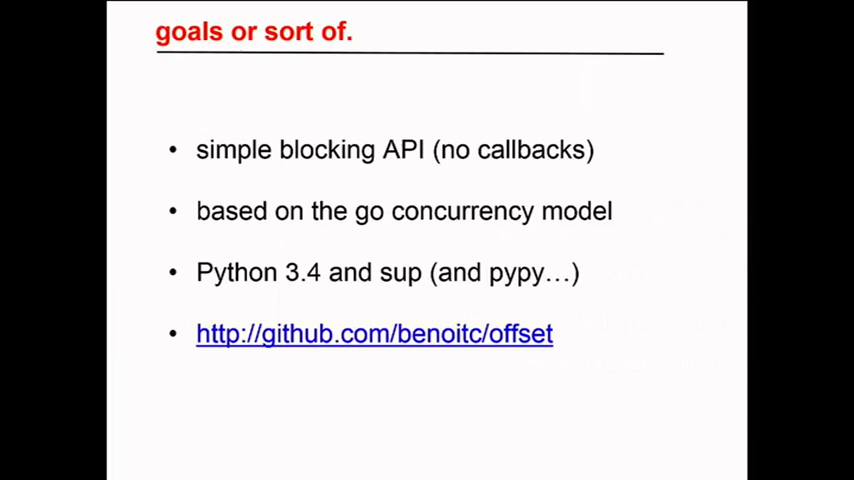 goals or sort of.
• simple blocking API (no callbacks)
• based on the go concurrency model
• Python 3.4 and sup (and pypy…)
• http://github.com/benoitc/offset